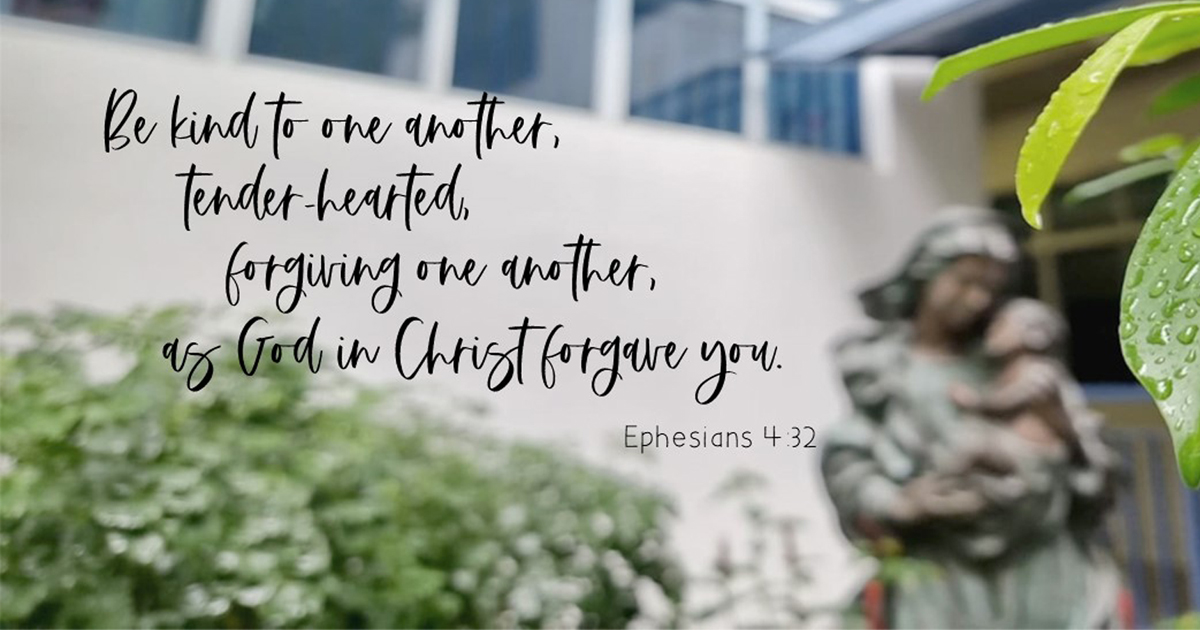 Be kind to one another,
tender-hearted,
forgiving one another,
as God in Christ forgave you.
Ephesians 4:32